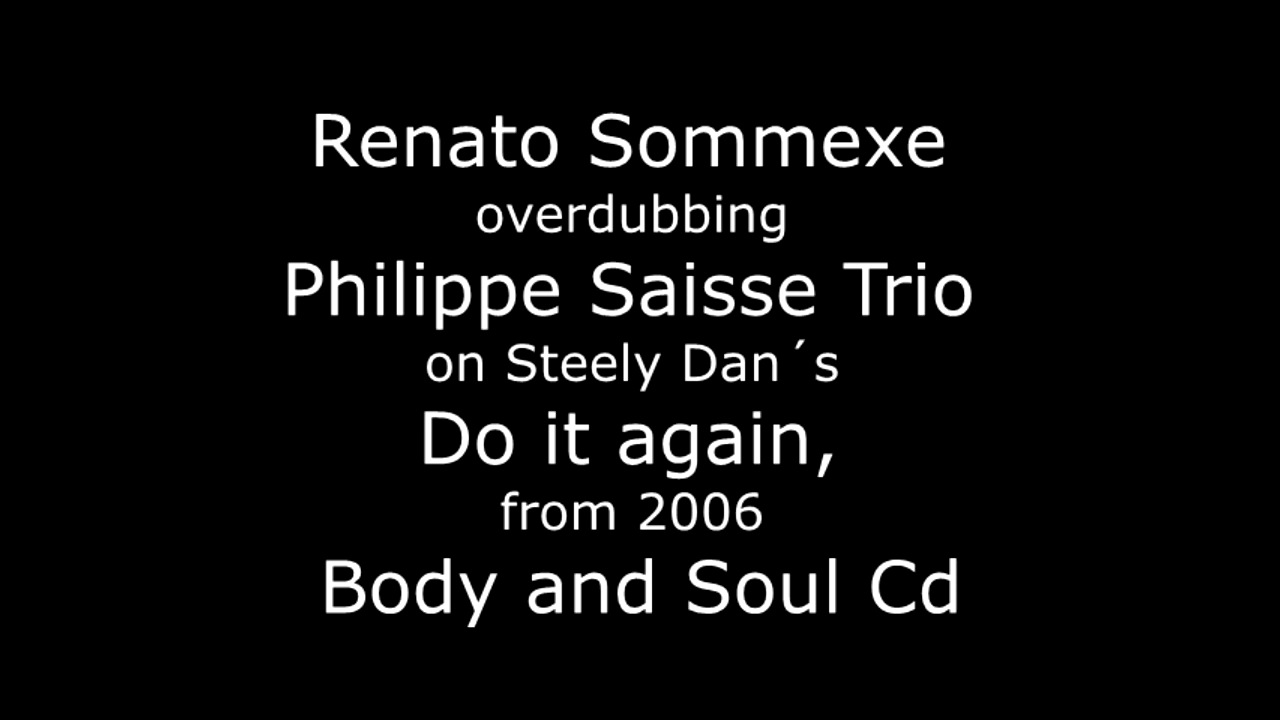 Renato Sommexe
overdubbing
Philippe Saisse Trio
on Steely Dan´s
Do it again,
from 2006
Body and Soul Cd